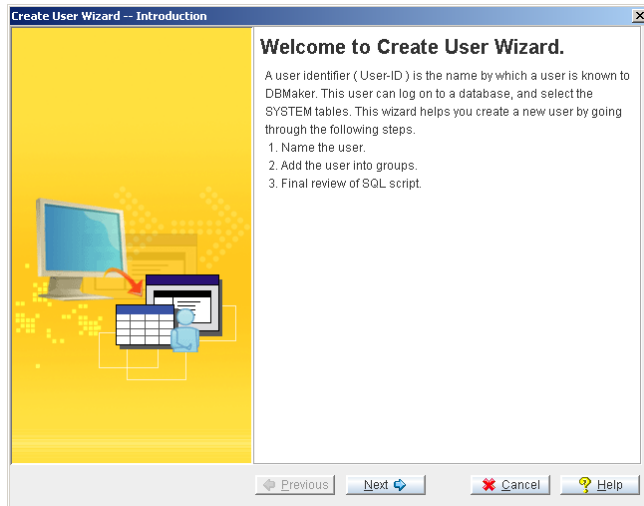 Create User Wizard -- Introduction
Welcome to Create User Wizard.
A user identifier ( User-ID ) is the name by which a user is known to
DBMaker. This user can log on to a database, and select the
SYSTEM tables. This wizard helps you create a new user by going
through the following steps.
1. Name the user.
2. Add the user into groups.
3. Final review of SQL script.
Previous Next Cancel Help